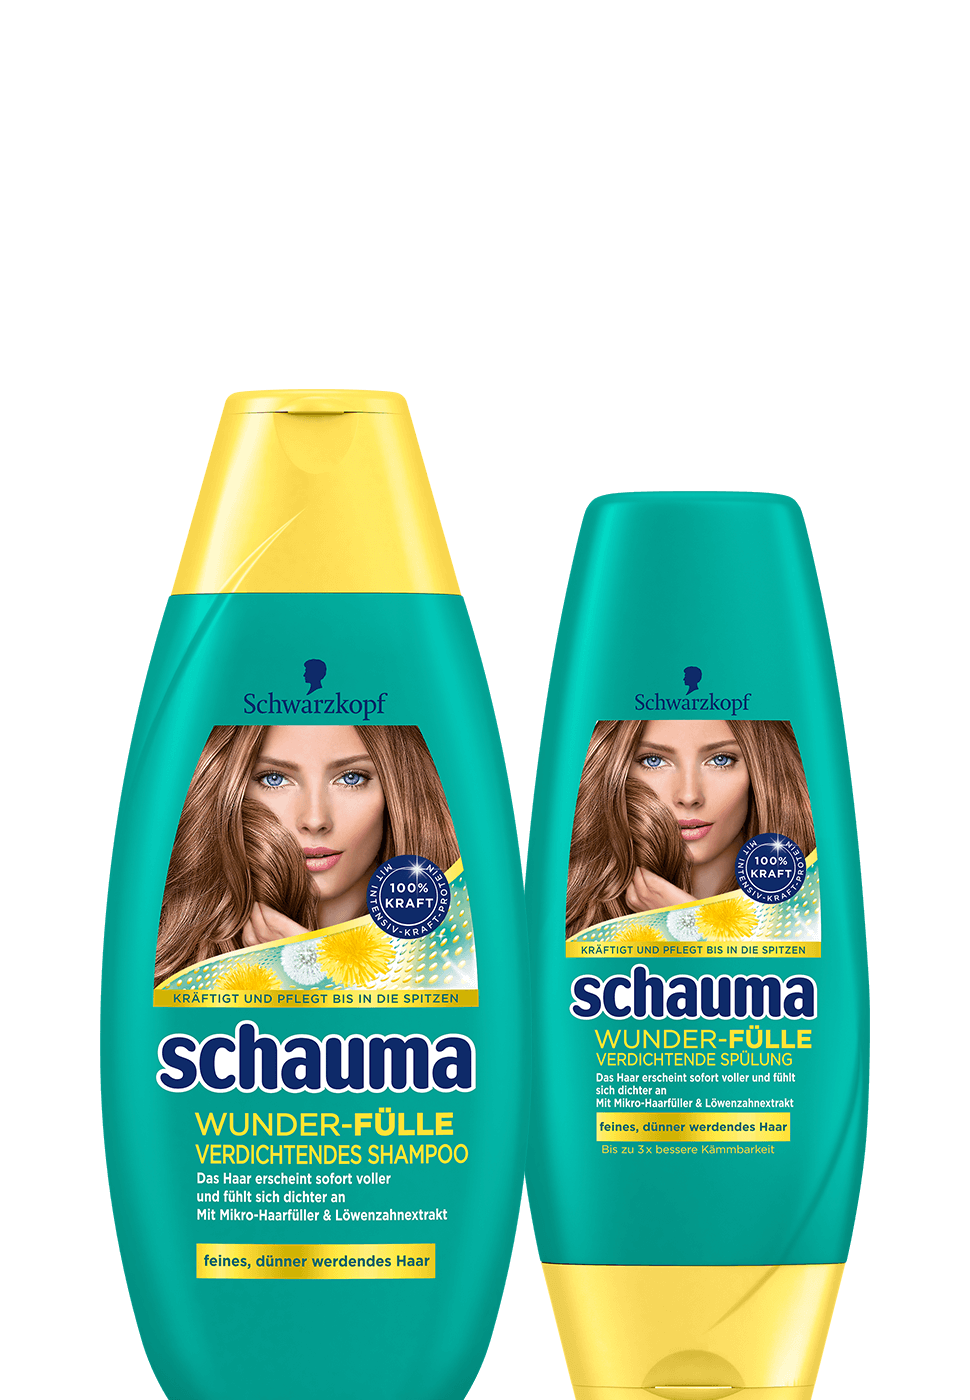 Schwarzkopf
MIT INTENSIV-KRAFT-PROTEIN
100%
KRAFT
KRÄFTIGT UND PFLEGT BIS IN DIE SPITZEN
schauma
WUNDER-FÜLLE
VERDICHTENDES SHAMPOO
Das Haar erscheint sofort voller
und fühlt sich dichter an
Mit Mikro-Haarfüller & Löwenzahnextrakt
feines, dünner werdendes Haar
Schwarzkopf
MIT INTENSIV-KRAFT-PROTEIN
100%
KRAFT
KRÄFTIGT UND PFLEGT BIS IN DIE SPITZEN
schauma
WUNDER-FÜLLE
VERDICHTENDE SPÜLUNG
Das Haar erscheint sofort voller und fühlt
sich dichter an
Mit Mikro-Haarfüller & Löwenzahnextrakt
feines, dünner werdendes Haar
Bis zu 3x bessere Kämmbarkeit